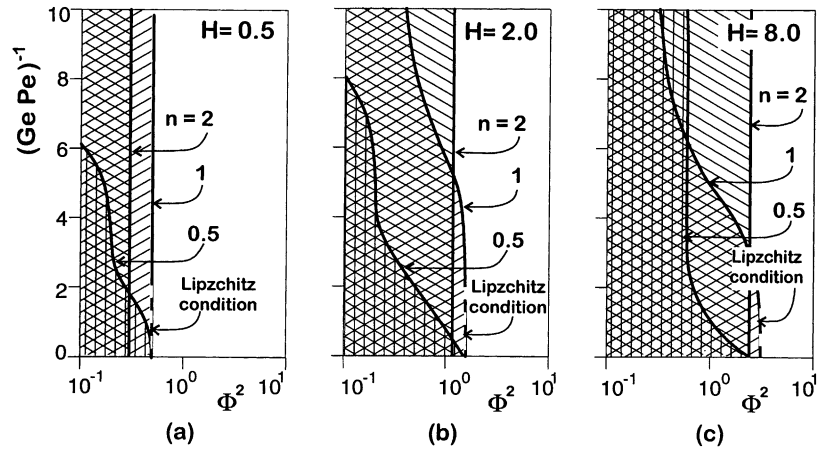 H= 0.5
(Ge Pe)⁻¹
10
8
6
4
2
0
n = 2
1
0.5
Lipzchitz
condition
10⁻¹
10⁰
10¹
Φ²
(a)
H= 2.0
n = 2
1
0.5
Lipzchitz
condition
10⁻¹
10⁰
10¹
Φ²
(b)
H= 8.0
n = 2
1
0.5
Lipzchitz
condition
10⁻¹
10⁰
10¹
Φ²
(c)